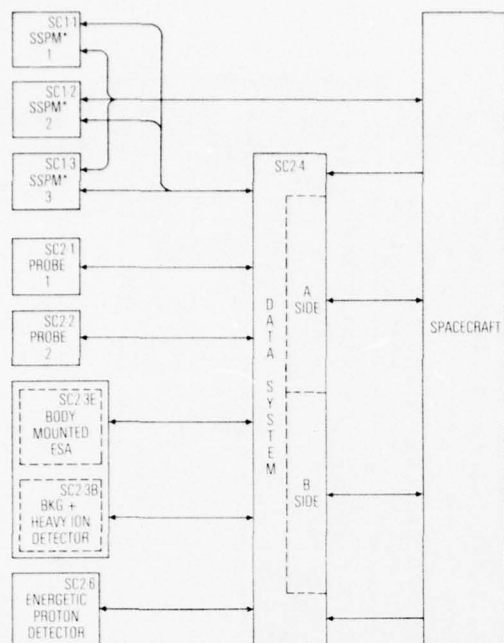 SC1-1
SSPM*
1
SC1-2
SSPM*
2
SC1-3
SSPM*
3
SC2-1
PROBE
1
SC2-2
PROBE
2
SC2-3E
BODY
MOUNTED
ESA
SC2-3B
BKG +
HEAVY ION
DETECTOR
SC2-6
ENERGETIC
PROTON
DETECTOR
SC2-4
DATA SYSTEM
A
SIDE
B
SIDE
SPACECRAFT